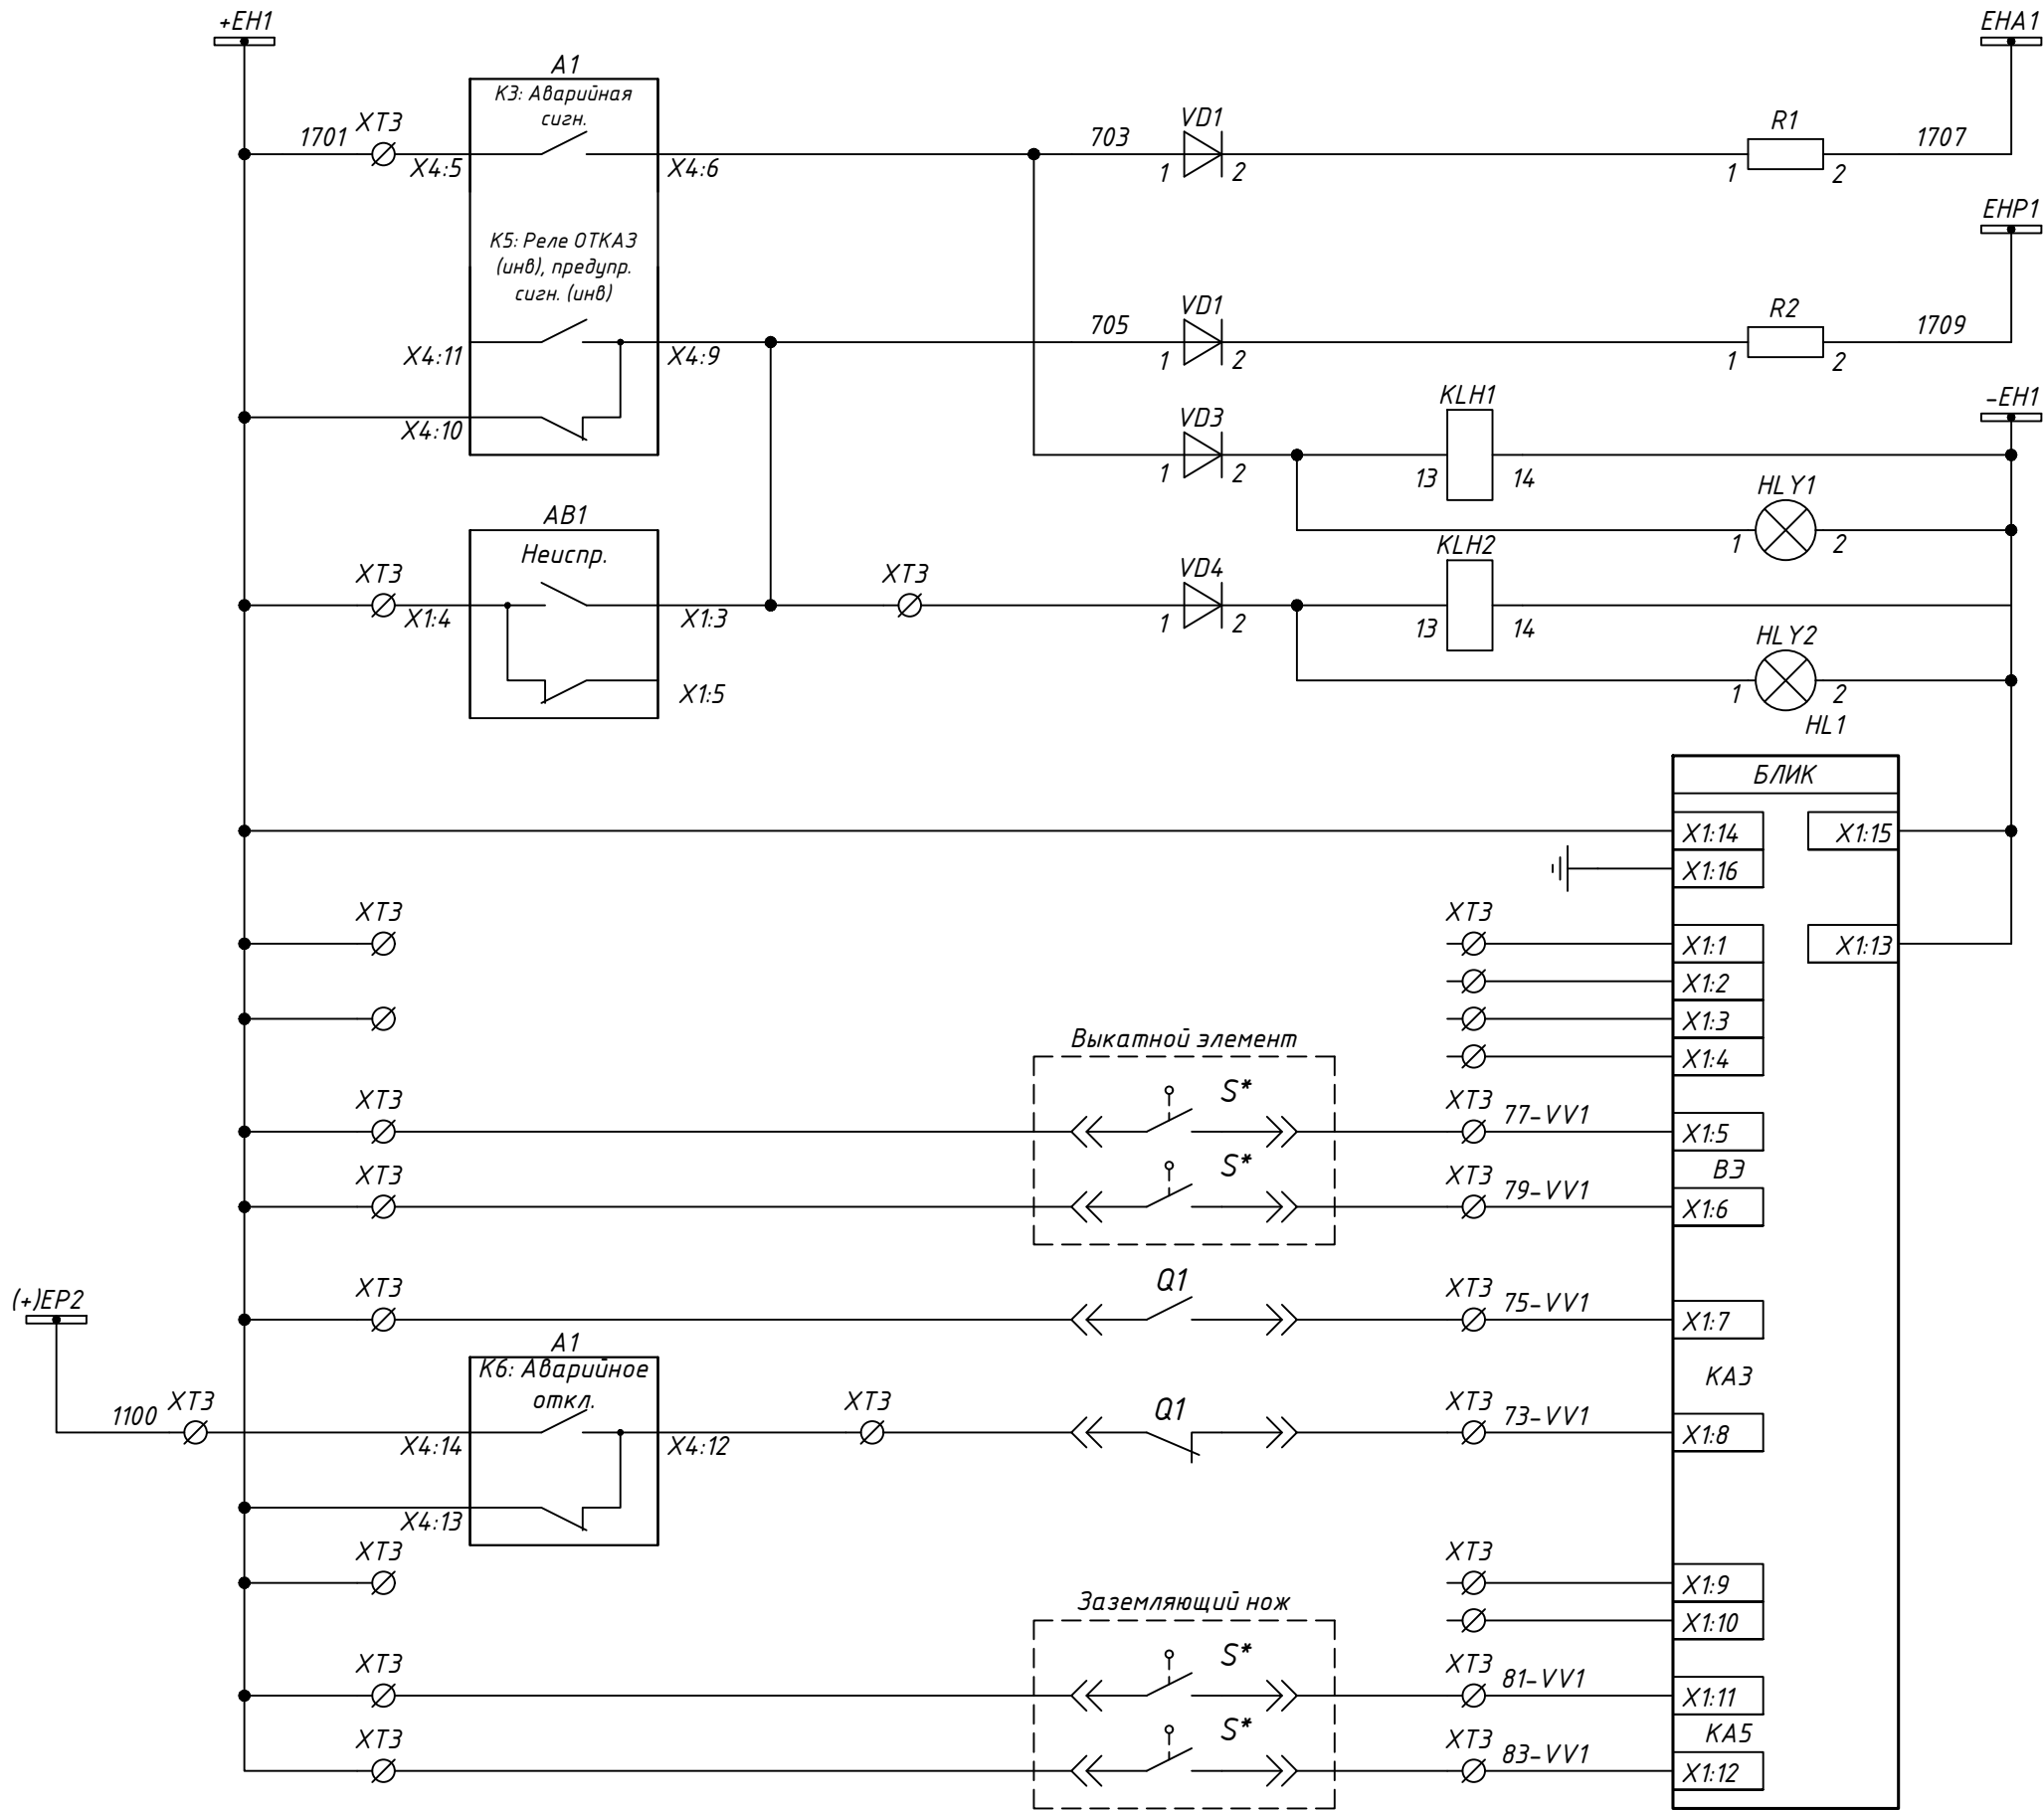 +EH1
EHA1
A1
К3: Аварийная
сигн.
1701
XT3
X4:5
X4:6
703
VD1
1
2
R1
1
2
1707
EHP1
К5: Реле ОТКАЗ
(инв), предупр.
сигн. (инв)
X4:11
X4:9
705
VD1
1
2
R2
1
2
1709
X4:10
-EH1
VD3
1
2
KLH1
13
14
HLY1
1
2
AB1
Неиспр.
XT3
X1:4
X1:3
X1:5
XT3
VD4
1
2
KLH2
13
14
HLY2
1
2
HL1
БЛИК
X1:14
X1:15
X1:16
XT3
XT3
X1:1
X1:13
X1:2
X1:3
X1:4
Выкатной элемент
XT3
S*
XT3
77-VV1
X1:5
ВЭ
XT3
S*
XT3
79-VV1
X1:6
(+)EP2
XT3
Q1
XT3
75-VV1
X1:7
A1
К6: Аварийное
откл.
КА3
1100
XT3
X4:14
X4:12
XT3
Q1
XT3
73-VV1
X1:8
X4:13
XT3
XT3
X1:9
X1:10
Заземляющий нож
XT3
S*
XT3
81-VV1
X1:11
КА5
XT3
S*
XT3
83-VV1
X1:12